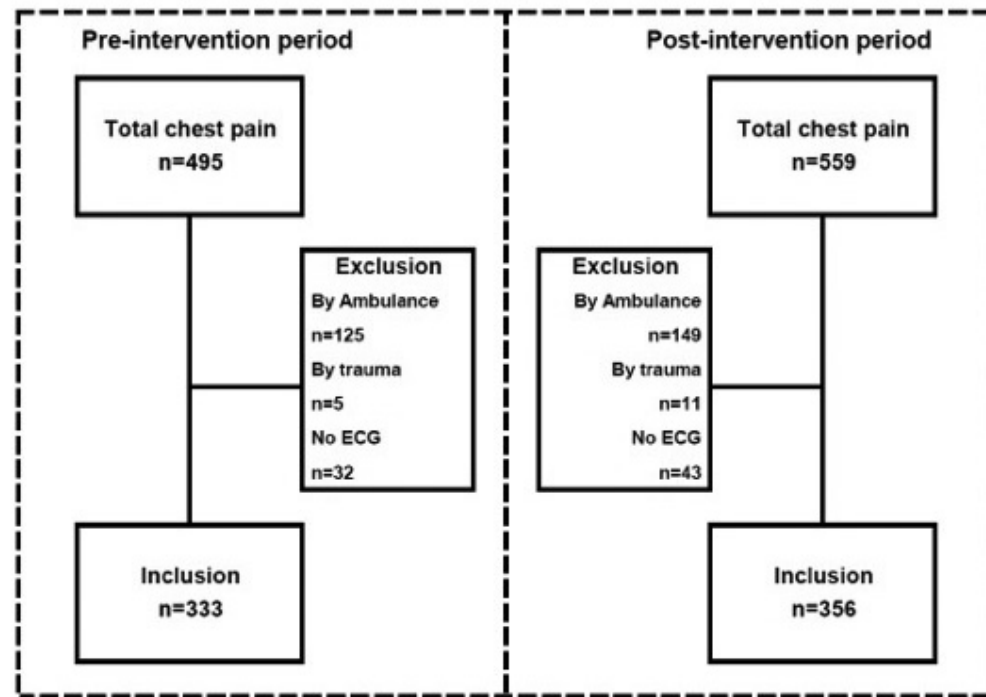 Pre-intervention period
Total chest pain
n=495
Exclusion
By Ambulance
n=125
By trauma
n=5
No ECG
n=32
Inclusion
n=333
Post-intervention period
Total chest pain
n=559
Exclusion
By Ambulance
n=149
By trauma
n=11
No ECG
n=43
Inclusion
n=356